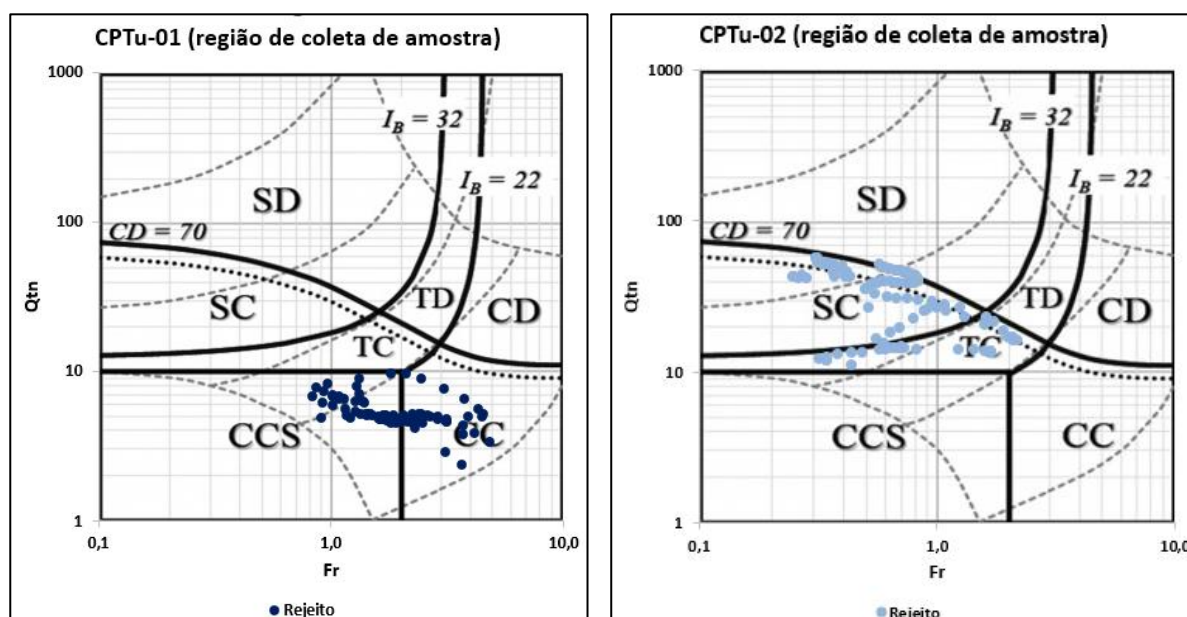 CPTu-01 (região de coleta de amostra)
1000
100
10
1
Qtn
I_B = 32
I_B = 22
SD
CD = 70
SC
TD
CD
TC
CCS
CC
0,1
1,0
10,0
Fr
Rejeito
CPTu-02 (região de coleta de amostra)
1000
100
10
1
Qtn
I_B = 32
I_B = 22
SD
CD = 70
SC
TD
CD
TC
CCS
CC
0,1
1,0
10,0
Fr
Rejeito